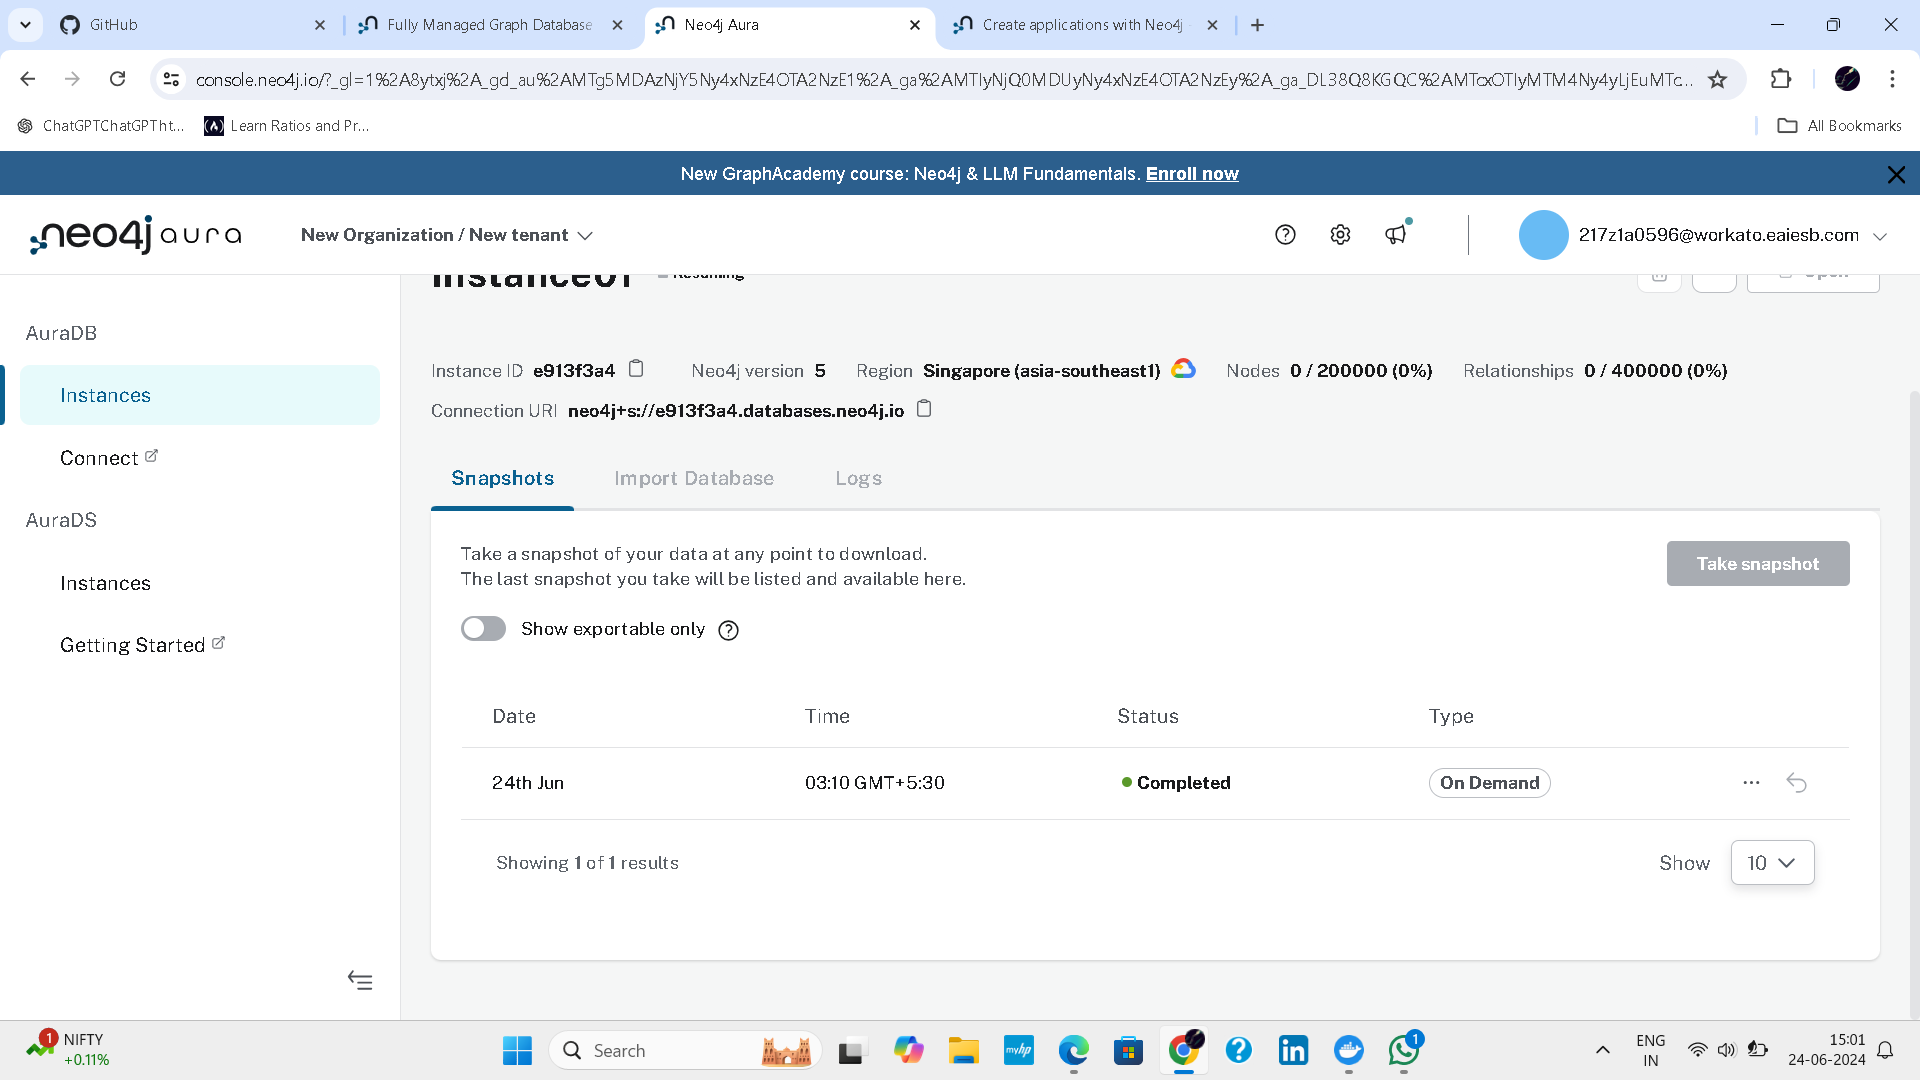 GitHub
Fully Managed Graph Database
Neo4j Aura
Create applications with Neo4j
console.neo4j.io/?_gl=1%2A8ytxj%2A_gd_au%2AMTg5MDAzNjY5Ny4xNzE4OTA2NzE1%2A_ga%2AMTIyNjQ0MDUyNy4xNzE4OTA2NzEy%2A_ga_DL38Q8KGQC%2AMTcxOTIyMTM4Ny4yLjEuMTc...
ChatGPTChatGPTht...
Learn Ratios and Pr...
All Bookmarks
New GraphAcademy course: Neo4j & LLM Fundamentals. Enroll now
neo4j aura
New Organization / New tenant
217z1a0596@workato.eaiesb.com
Instance01
Resuming
Open
AuraDB
Instances
Connect
AuraDS
Instances
Getting Started
Instance ID e913f3a4
Neo4j version 5
Region Singapore (asia-southeast1)
Nodes 0 / 200000 (0%)
Relationships 0 / 400000 (0%)
Connection URI neo4j+s://e913f3a4.databases.neo4j.io
Snapshots
Import Database
Logs
Take a snapshot of your data at any point to download.
The last snapshot you take will be listed and available here.
Take snapshot
Show exportable only
Date Time Status Type
24th Jun 03:10 GMT+5:30 Completed On Demand
Showing 1 of 1 results
Show 10
1
NIFTY
+0.11%
Search
myhp
1
ENG
IN
15:01
24-06-2024